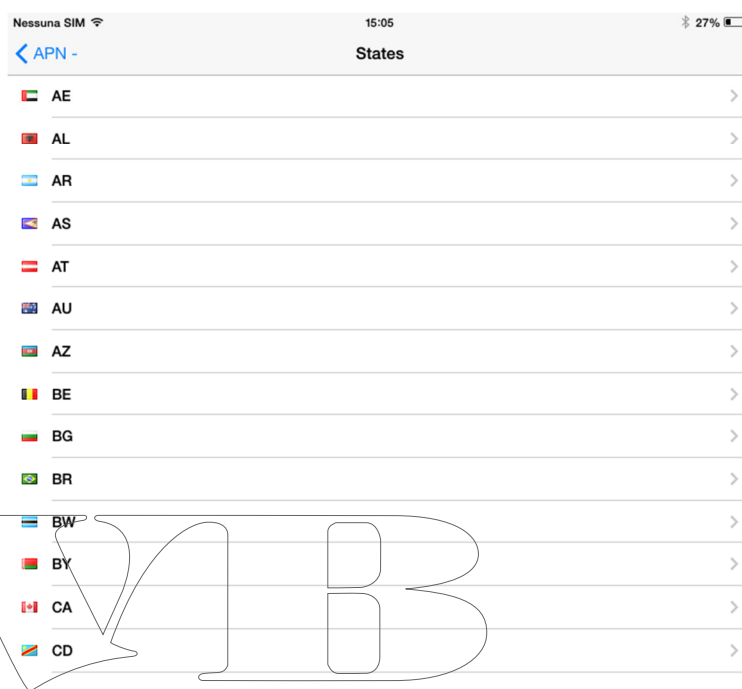 Nessuna SIM 15:05 27%
APN - States
AE
AL
AR
AS
AT
AU
AZ
BE
BG
BR
BW
BY
CA
CD